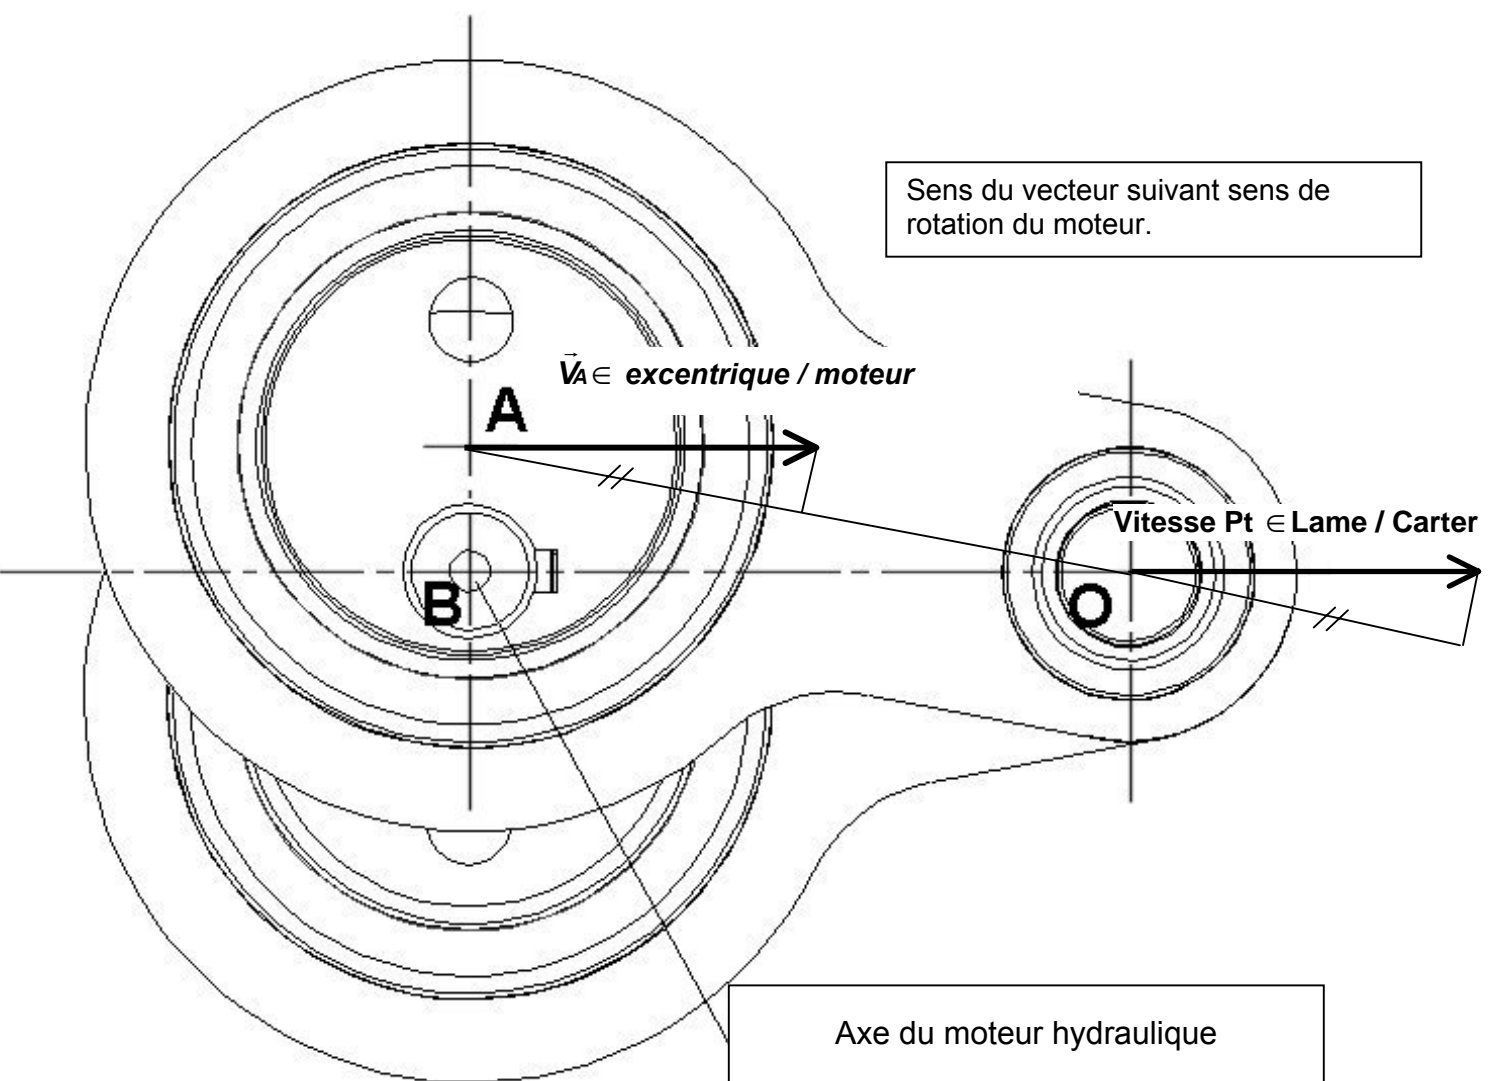 Sens du vecteur suivant sens de
rotation du moteur.
V⃗A ∈ excentrique / moteur
A
Vitesse Pt ∈ Lame / Carter
B
O
Axe du moteur hydraulique